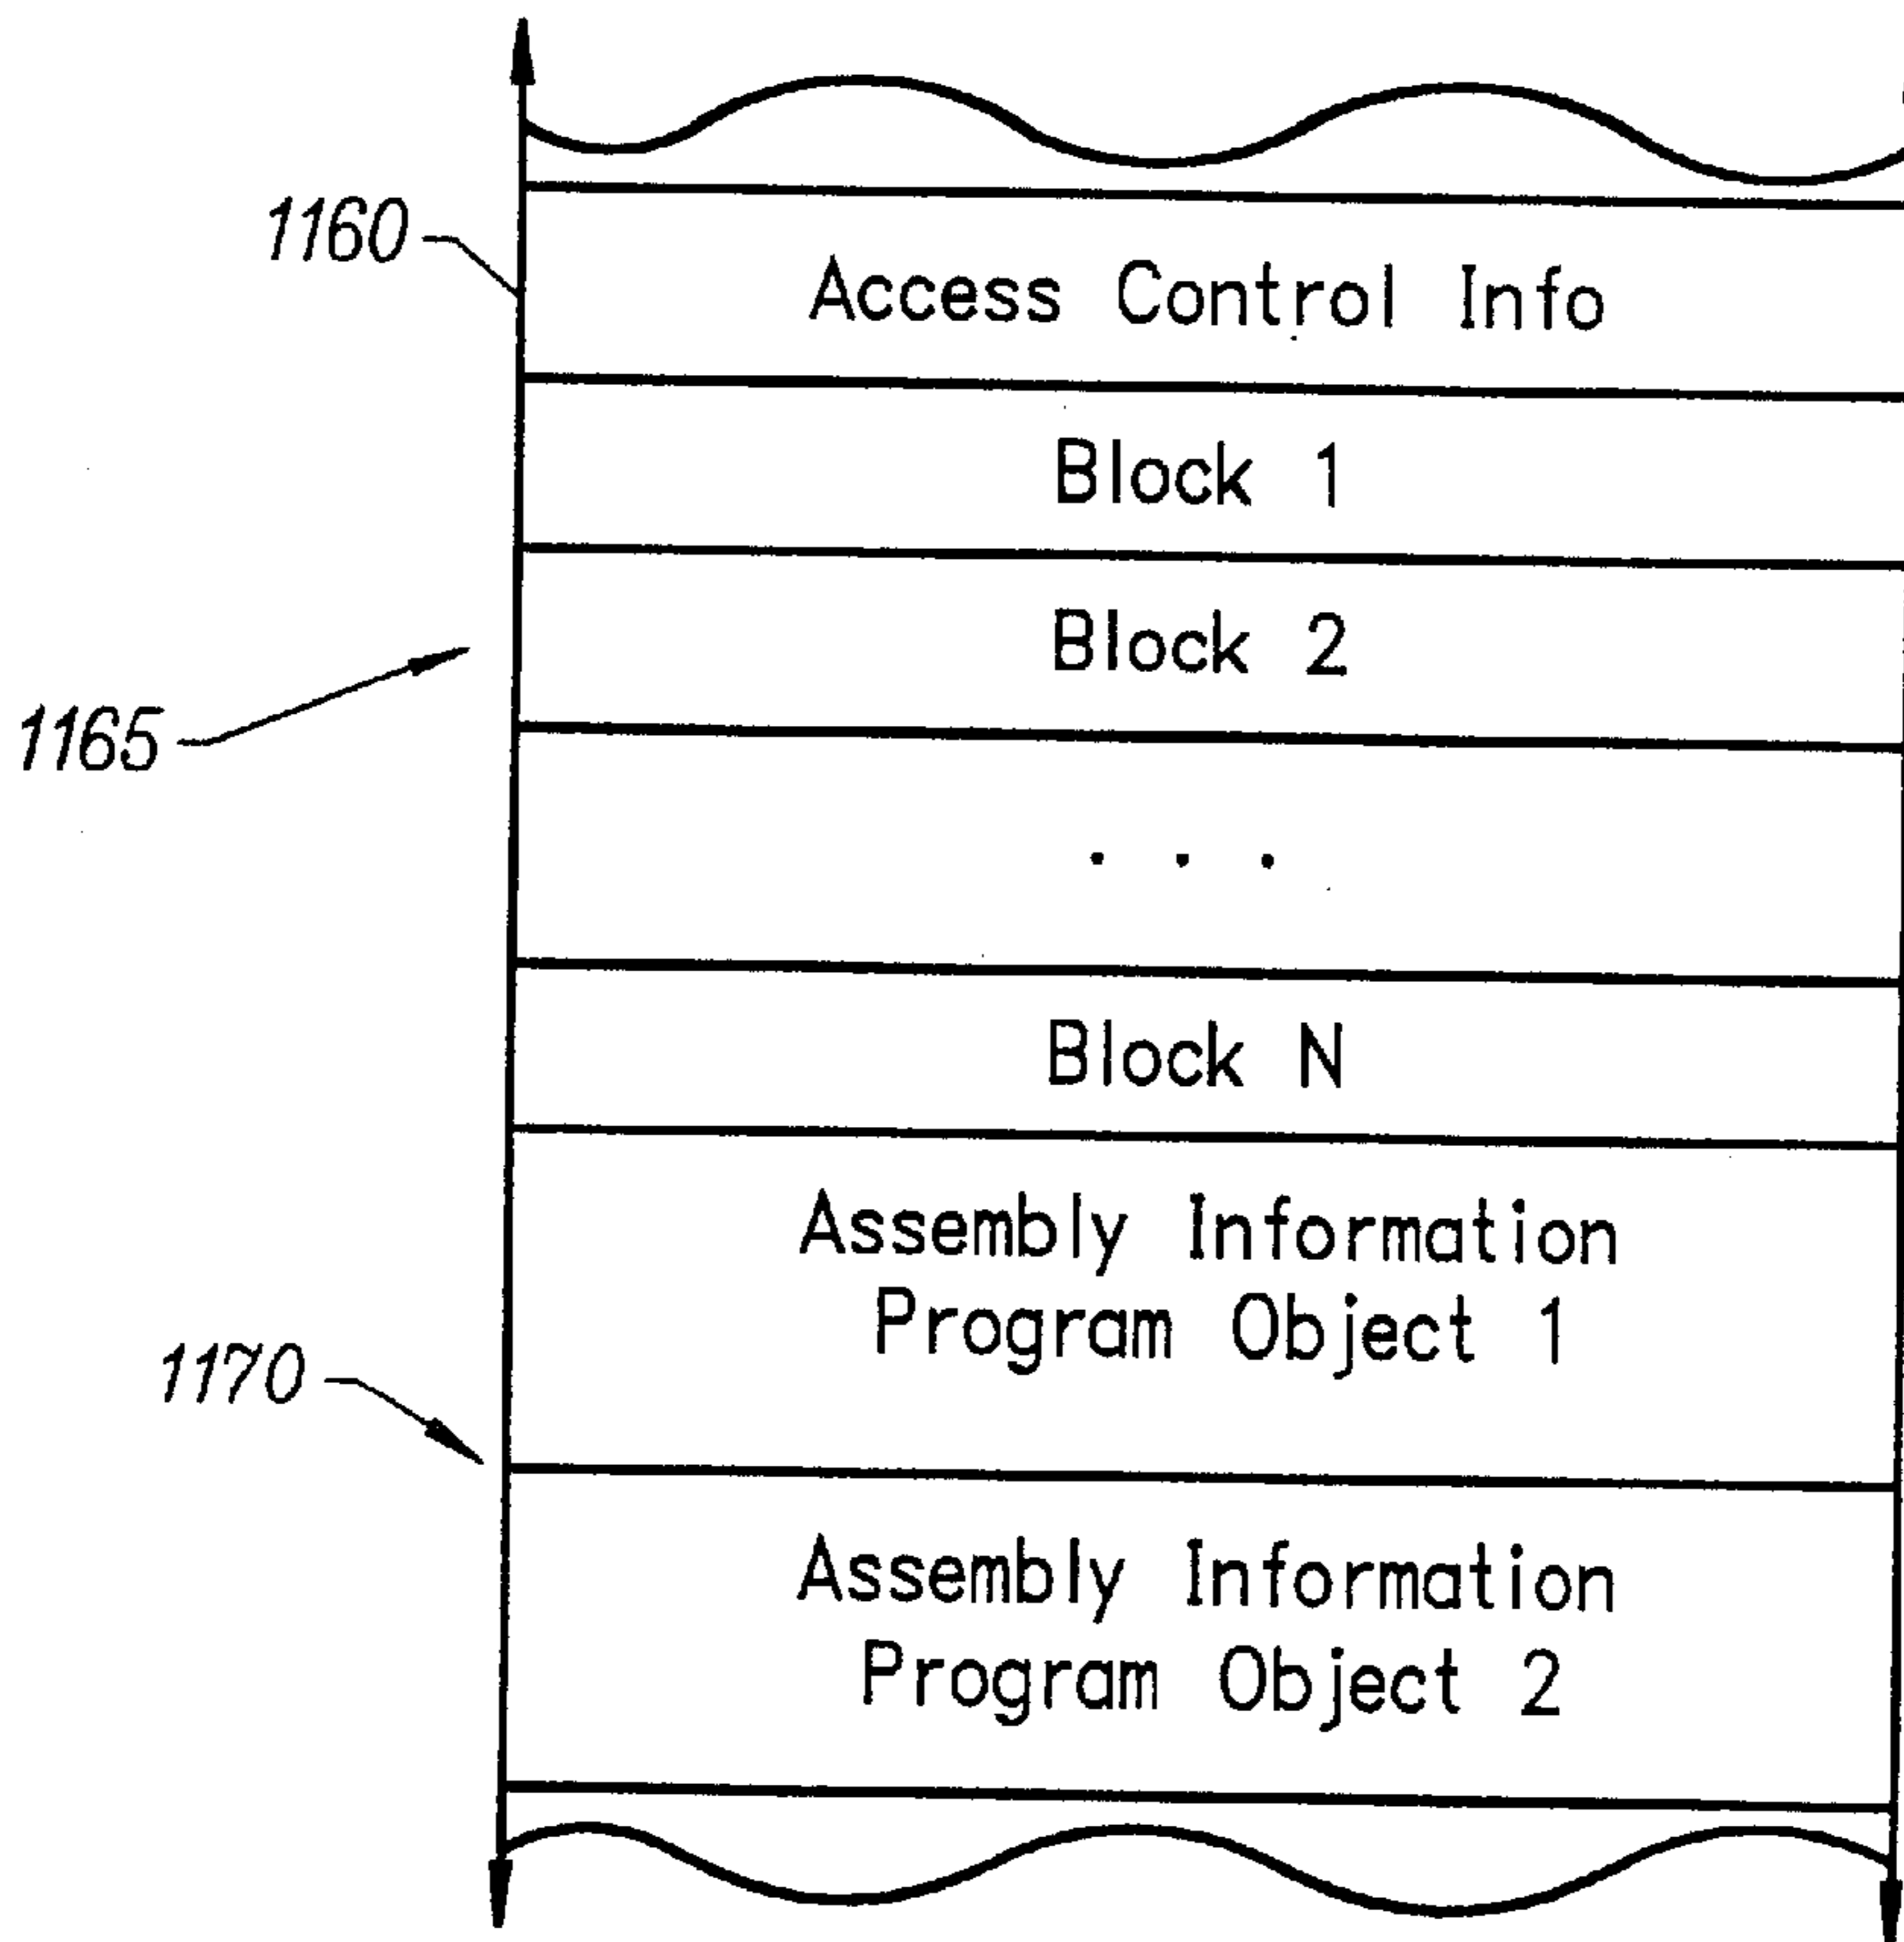 1160
Access Control Info
Block 1
Block 2
1165
. . .
Block N
Assembly Information
Program Object 1
1170
Assembly Information
Program Object 2